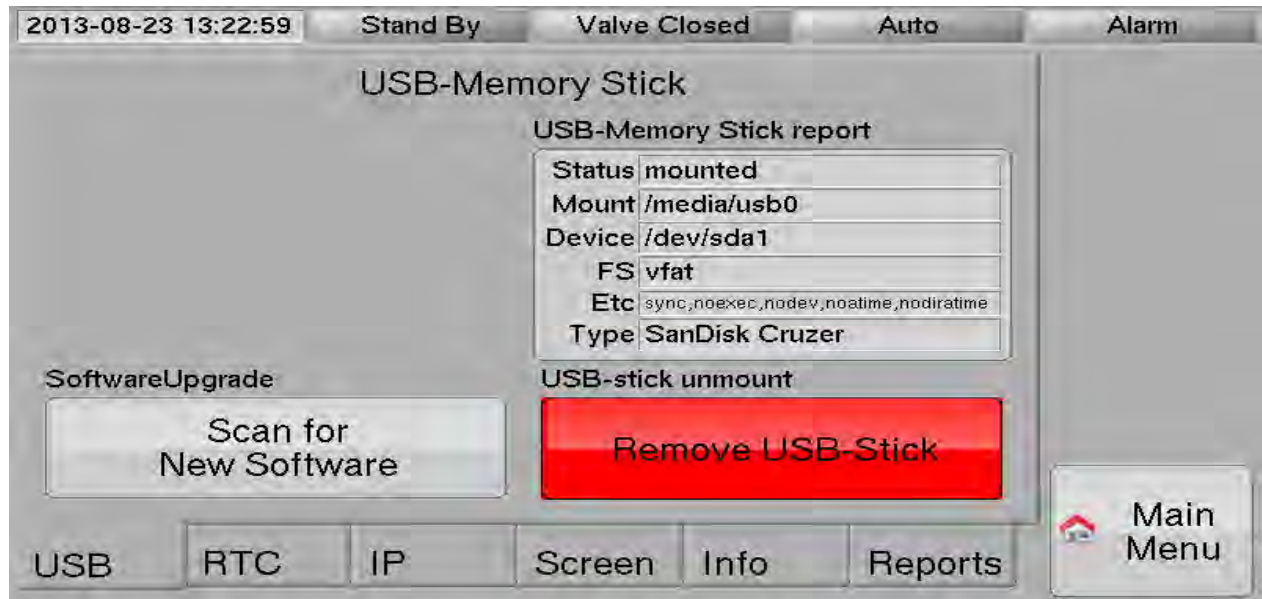 2013-08-23 13:22:59 Stand By Valve Closed Auto Alarm
USB-Memory Stick
USB-Memory Stick report
Status mounted
Mount /media/usb0
Device /dev/sda1
FS vfat
Etc sync,noexec,nodev,noatime,nodiratime
Type SanDisk Cruzer
SoftwareUpgrade
USB-stick unmount
Scan for
New Software
Remove USB-Stick
Main
Menu
USB RTC IP Screen Info Reports